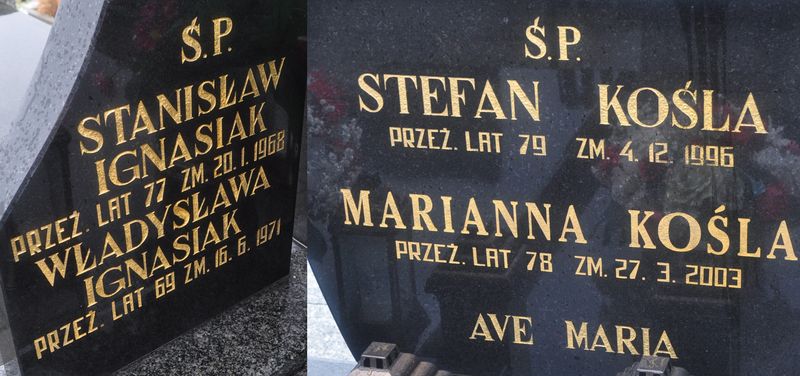 Ś.P.
STANISŁAW
IGNASIAK
PRZEŻ. LAT 77 ZM. 20. 1. 1968
WŁADYSŁAWA
IGNASIAK
PRZEŻ. LAT 69 ZM. 16. 6. 1971
Ś.P.
STEFAN KOŚLA
PRZEŻ. LAT 79 ZM. 4. 12. 1996
MARIANNA KOŚLA
PRZEŻ. LAT 78 ZM. 27. 3. 2003
AVE MARIA